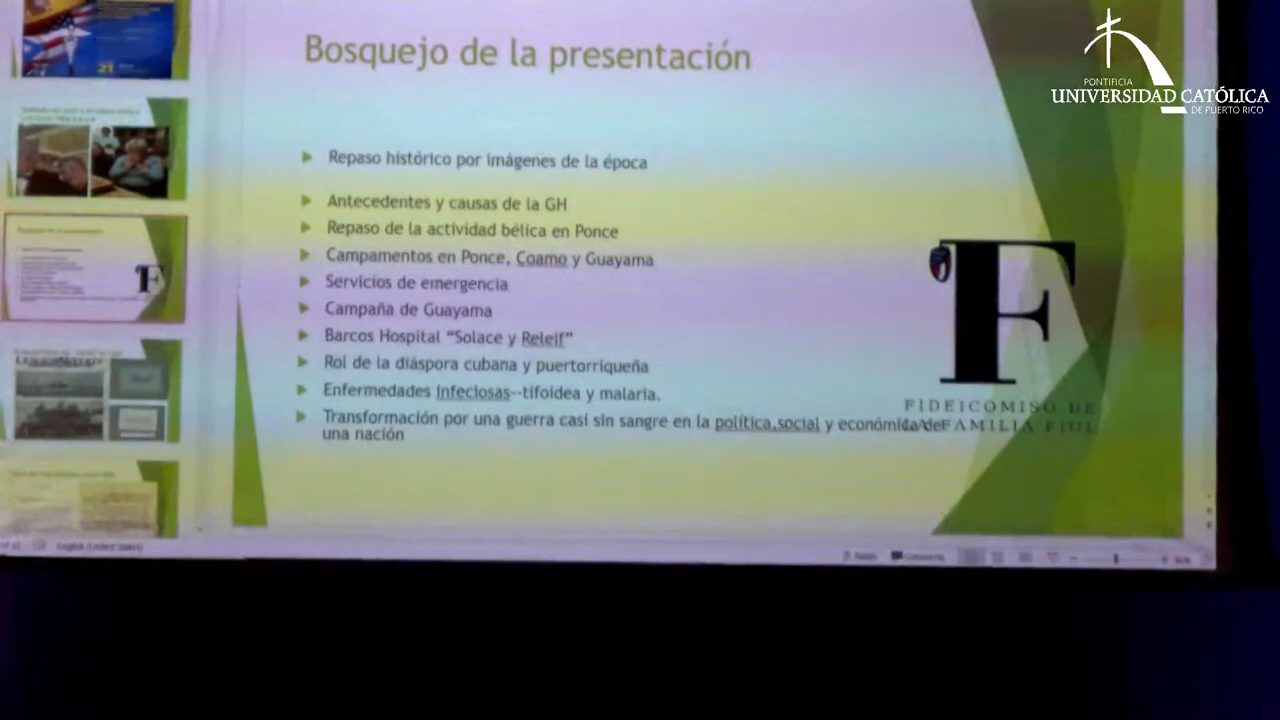 Bosquejo de la presentación
PONTIFICIA
UNIVERSIDAD CATÓLICA
DE PUERTO RICO
Repaso histórico por imágenes de la época
Antecedentes y causas de la GH
Repaso de la actividad bélica en Ponce
Campamentos en Ponce, Coamo y Guayama
Servicios de emergencia
Campaña de Guayama
Barcos Hospital “Solace y Releif”
Rol de la diáspora cubana y puertorriqueña
Enfermedades infeciosas--tifoidea y malaria.
Transformación por una guerra casi sin sangre en la política,social y económica de
una nación
F
FIDEICOMISO DE
LA FAMILIA FIOL
21